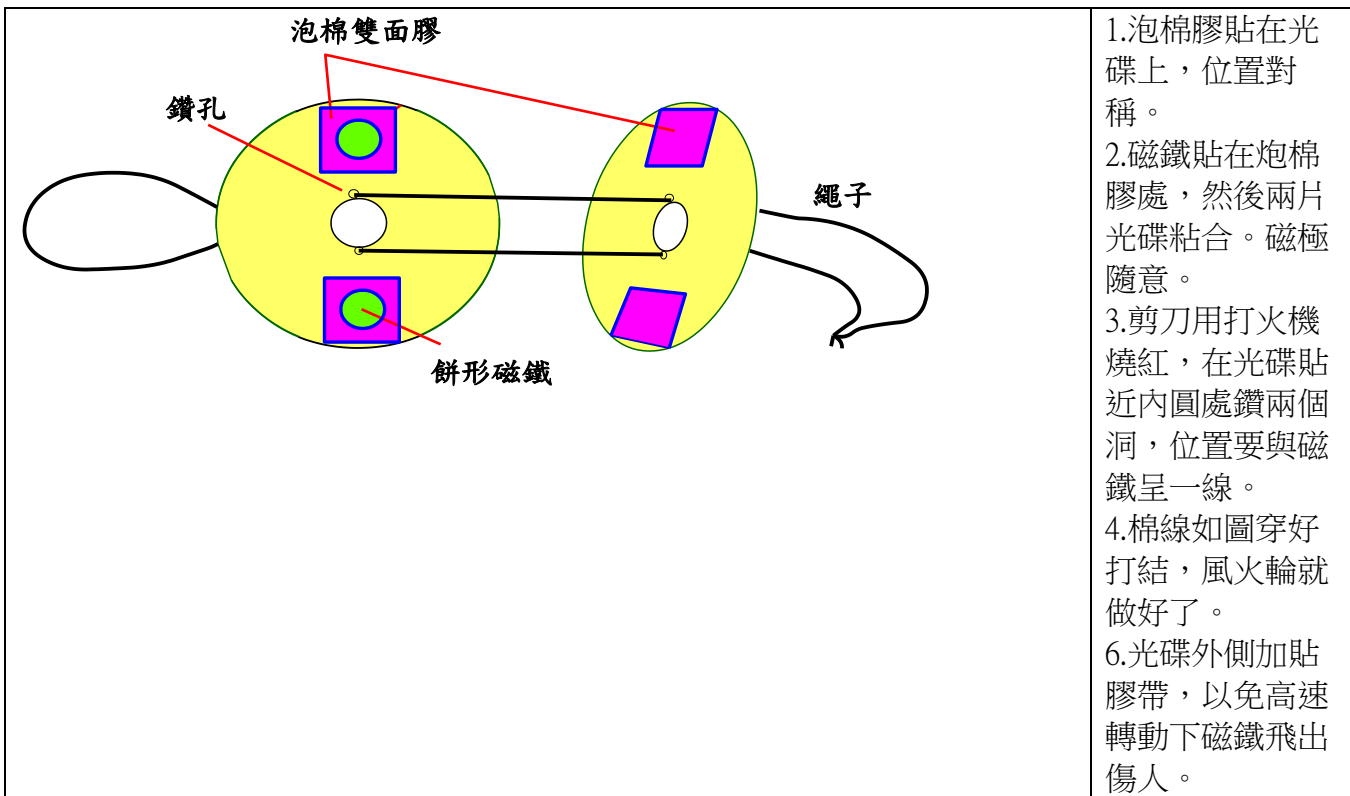 泡棉雙面膠
鑽孔
繩子
餅形磁鐵
1.泡棉膠貼在光
碟上，位置對
稱。
2.磁鐵貼在炮棉
膠處，然後兩片
光碟粘合。磁極
隨意。
3.剪刀用打火機
燒紅，在光碟貼
近內圓處鑽兩個
洞，位置要與磁
鐵呈一線。
4.棉線如圖穿好
打結，風火輪就
做好了。
6.光碟外側加貼
膠帶，以免高速
轉動下磁鐵飛出
傷人。